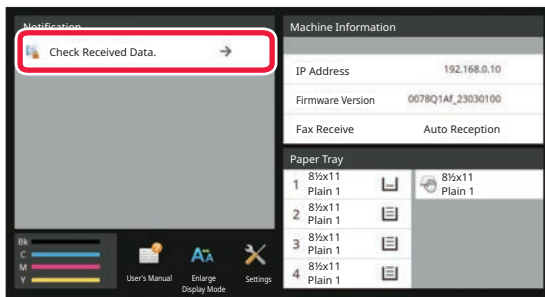 Notification
Check Received Data.
Machine Information
IP Address 192.168.0.10
Firmware Version 0078Q1Af_23030100
Fax Receive Auto Reception
Paper Tray
1 8½x11
Plain 1
2 8½x11
Plain 1
3 8½x11
Plain 1
4 8½x11
Plain 1
8½x11
Plain 1
Bk
C
M
Y
User's Manual
Enlarge
Display Mode
Settings